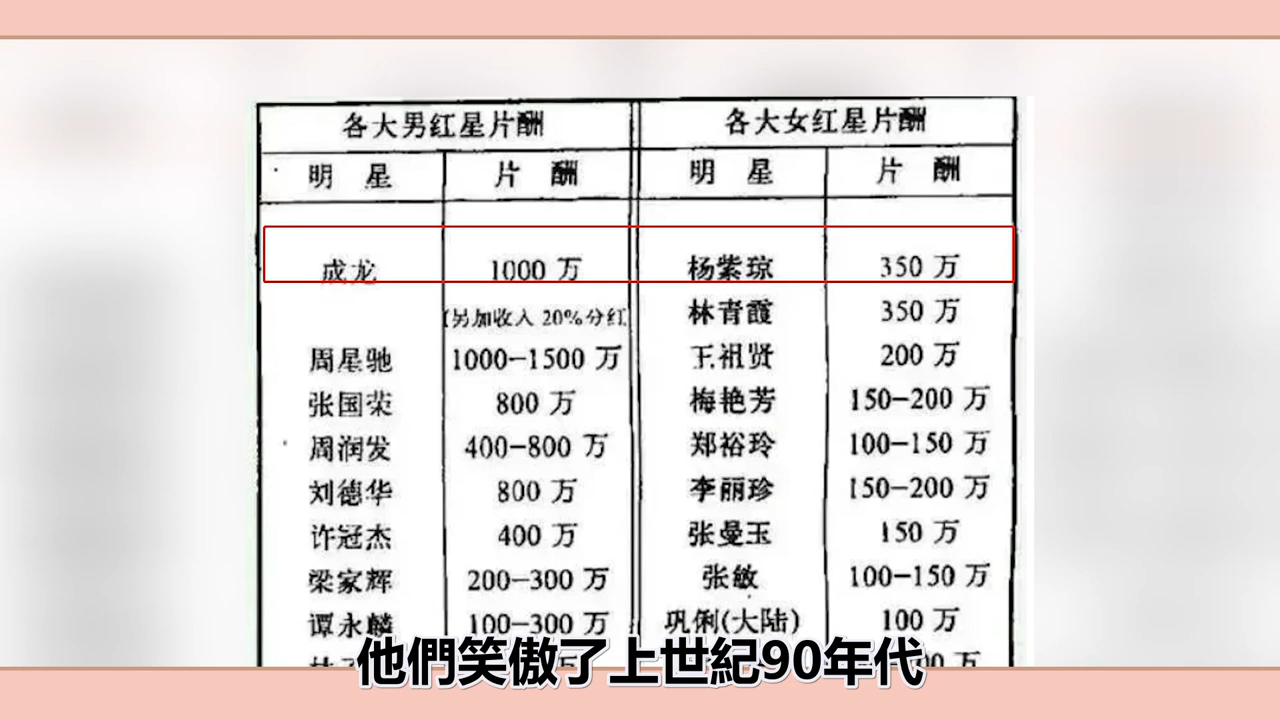 各大男红星片酬 各大女红星片酬
明 星 片 酬 明 星 片 酬
成龙 1000 万 杨紫琼 350 万
(另加收入 20%分红 林青霞 350 万
周星驰 1000-1500 万 王祖贤 200 万
张国荣 800 万 梅艳芳 150-200 万
周润发 400-800 万 郑裕玲 100-150 万
刘德华 800 万 李丽珍 150-200 万
许冠杰 400 万 张曼玉 150 万
梁家辉 200-300 万 张敏 100-150 万
谭永麟 100-300 万 巩俐(大陆) 100 万
他們笑傲了上世紀90年代